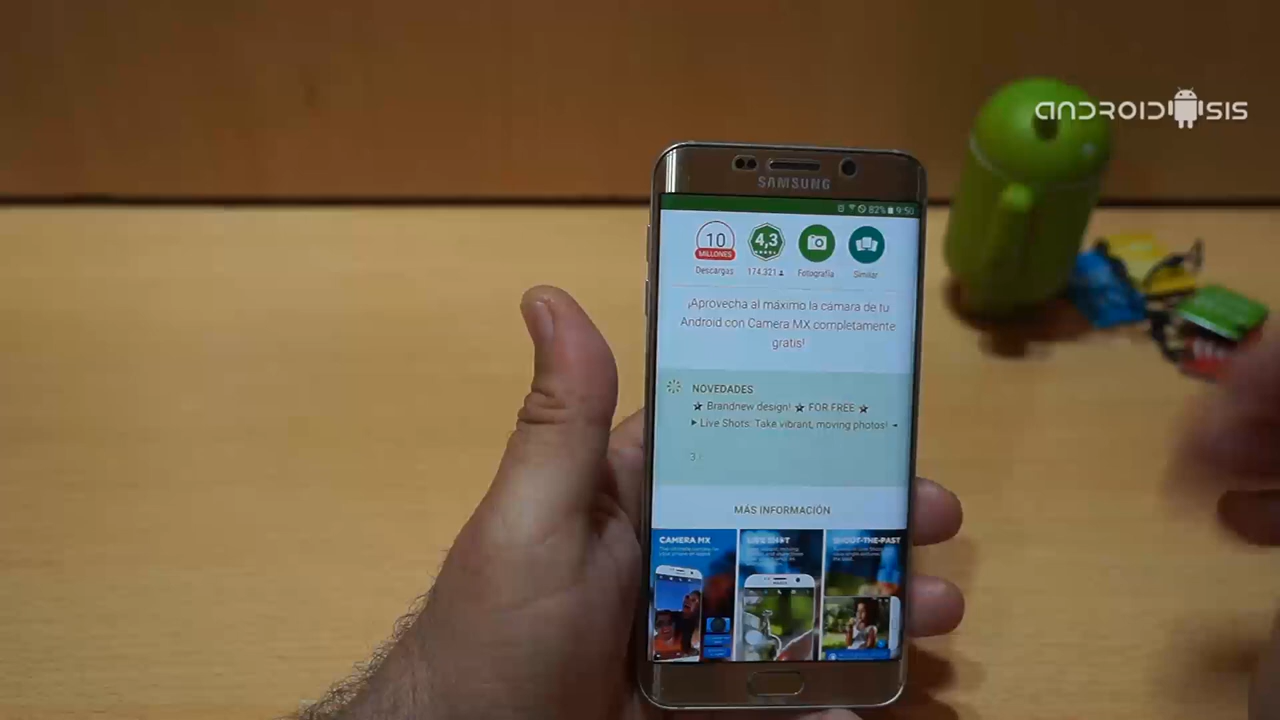 ANDROIDSIS
SAMSUNG
82% 9:50
10
MILLONES
4,3
Descargas
174.321
Fotografía
Similar
¡Aprovecha al máximo la cámara de tu
Android con Camera MX completamente
gratis!
NOVEDADES
★ Brandnew design! ★ FOR FREE ★
► Live Shots: Take vibrant, moving photos!
MÁS INFORMACIÓN
CAMERA MX
LIVE SHOT
SHOOT-THE-PAST